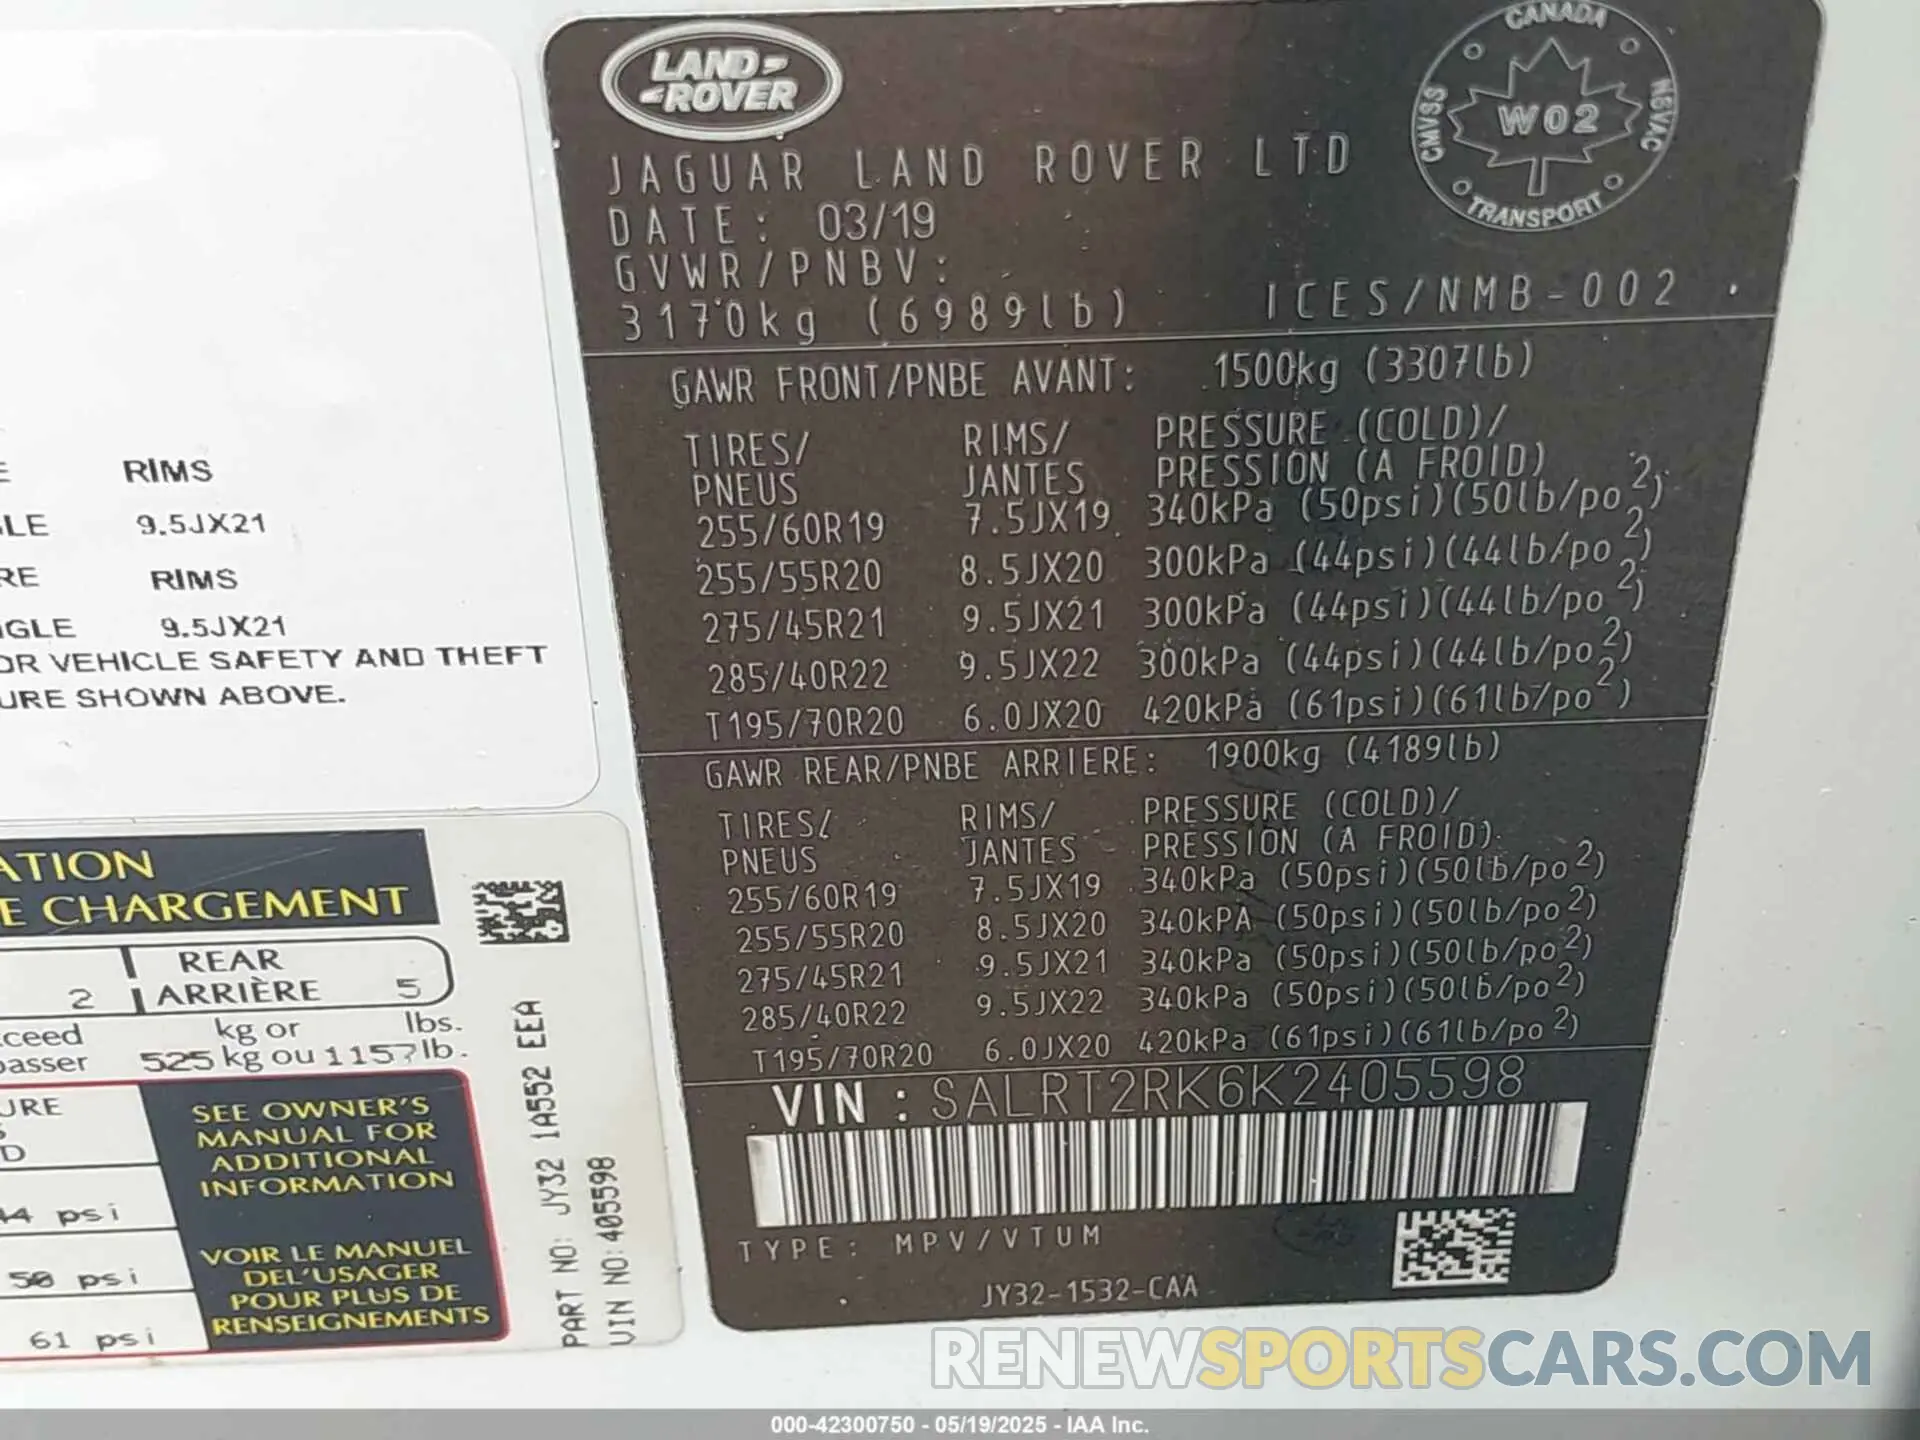 LAND-
-ROVER
CANADA
CMVSS
NSVAC
W02
TRANSPORT
JAGUAR LAND ROVER LTD
DATE: 03/19
GVWR/PNBV:
3170kg (6989lb)
ICES/NMB-002
GAWR FRONT/PNBE AVANT: 1500kg (3307lb)
TIRES/ RIMS/ PRESSURE (COLD)/
PNEUS JANTES PRESSION (A FROID)
255/60R19 7.5JX19 340kPa (50psi)(50lb/po²)
255/55R20 8.5JX20 300kPa (44psi)(44lb/po²)
275/45R21 9.5JX21 300kPa (44psi)(44lb/po²)
285/40R22 9.5JX22 300kPa (44psi)(44lb/po²)
T195/70R20 6.0JX20 420kPa (61psi)(61lb/po²)
GAWR REAR/PNBE ARRIERE: 1900kg (4189lb)
TIRES/ RIMS/ PRESSURE (COLD)/
PNEUS JANTES PRESSION (A FROID)
255/60R19 7.5JX19 340kPa (50psi)(50lb/po²)
255/55R20 8.5JX20 340kPA (50psi)(50lb/po²)
275/45R21 9.5JX21 340kPa (50psi)(50lb/po²)
285/40R22 9.5JX22 340kPa (50psi)(50lb/po²)
T195/70R20 6.0JX20 420kPa (61psi)(61lb/po²)
VIN: SALRT2RK6K2405598
TYPE: MPV/VTUM
JY32-1532-CAA
RIMS
LE 9.5JX21
RE RIMS
GLE 9.5JX21
OR VEHICLE SAFETY AND THEFT
URE SHOWN ABOVE.
ATION
E CHARGEMENT
2
REAR
ARRIÈRE 5
ceed kg or lbs.
asser 525 kg ou 1157 lb.
URE
D
44 psi
50 psi
61 psi
SEE OWNER'S
MANUAL FOR
ADDITIONAL
INFORMATION
VOIR LE MANUEL
DEL'USAGER
POUR PLUS DE
RENSEIGNEMENTS
PART NO: JY32 1A552 EEA
VIN NO:405598
RENEWSPORTSCARS.COM
000-42300750 - 05/19/2025 - IAA Inc.